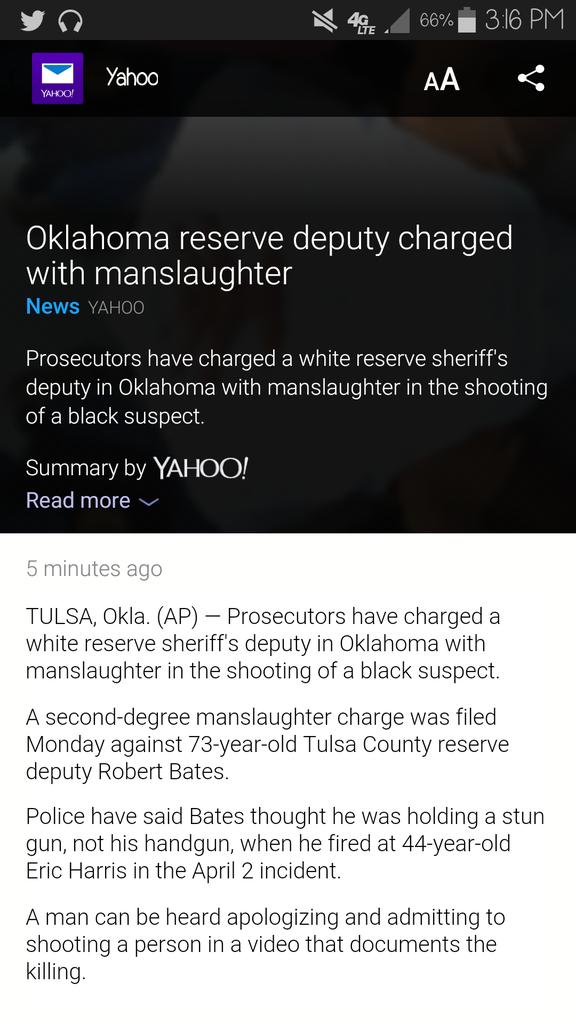 4G LTE 66% 3:16 PM
YAHOO! Yahoo AA
Oklahoma reserve deputy charged
with manslaughter
News YAHOO
Prosecutors have charged a white reserve sheriff's
deputy in Oklahoma with manslaughter in the shooting
of a black suspect.
Summary by YAHOO!
Read more
5 minutes ago
TULSA, Okla. (AP) — Prosecutors have charged a
white reserve sheriff's deputy in Oklahoma with
manslaughter in the shooting of a black suspect.
A second-degree manslaughter charge was filed
Monday against 73-year-old Tulsa County reserve
deputy Robert Bates.
Police have said Bates thought he was holding a stun
gun, not his handgun, when he fired at 44-year-old
Eric Harris in the April 2 incident.
A man can be heard apologizing and admitting to
shooting a person in a video that documents the
killing.